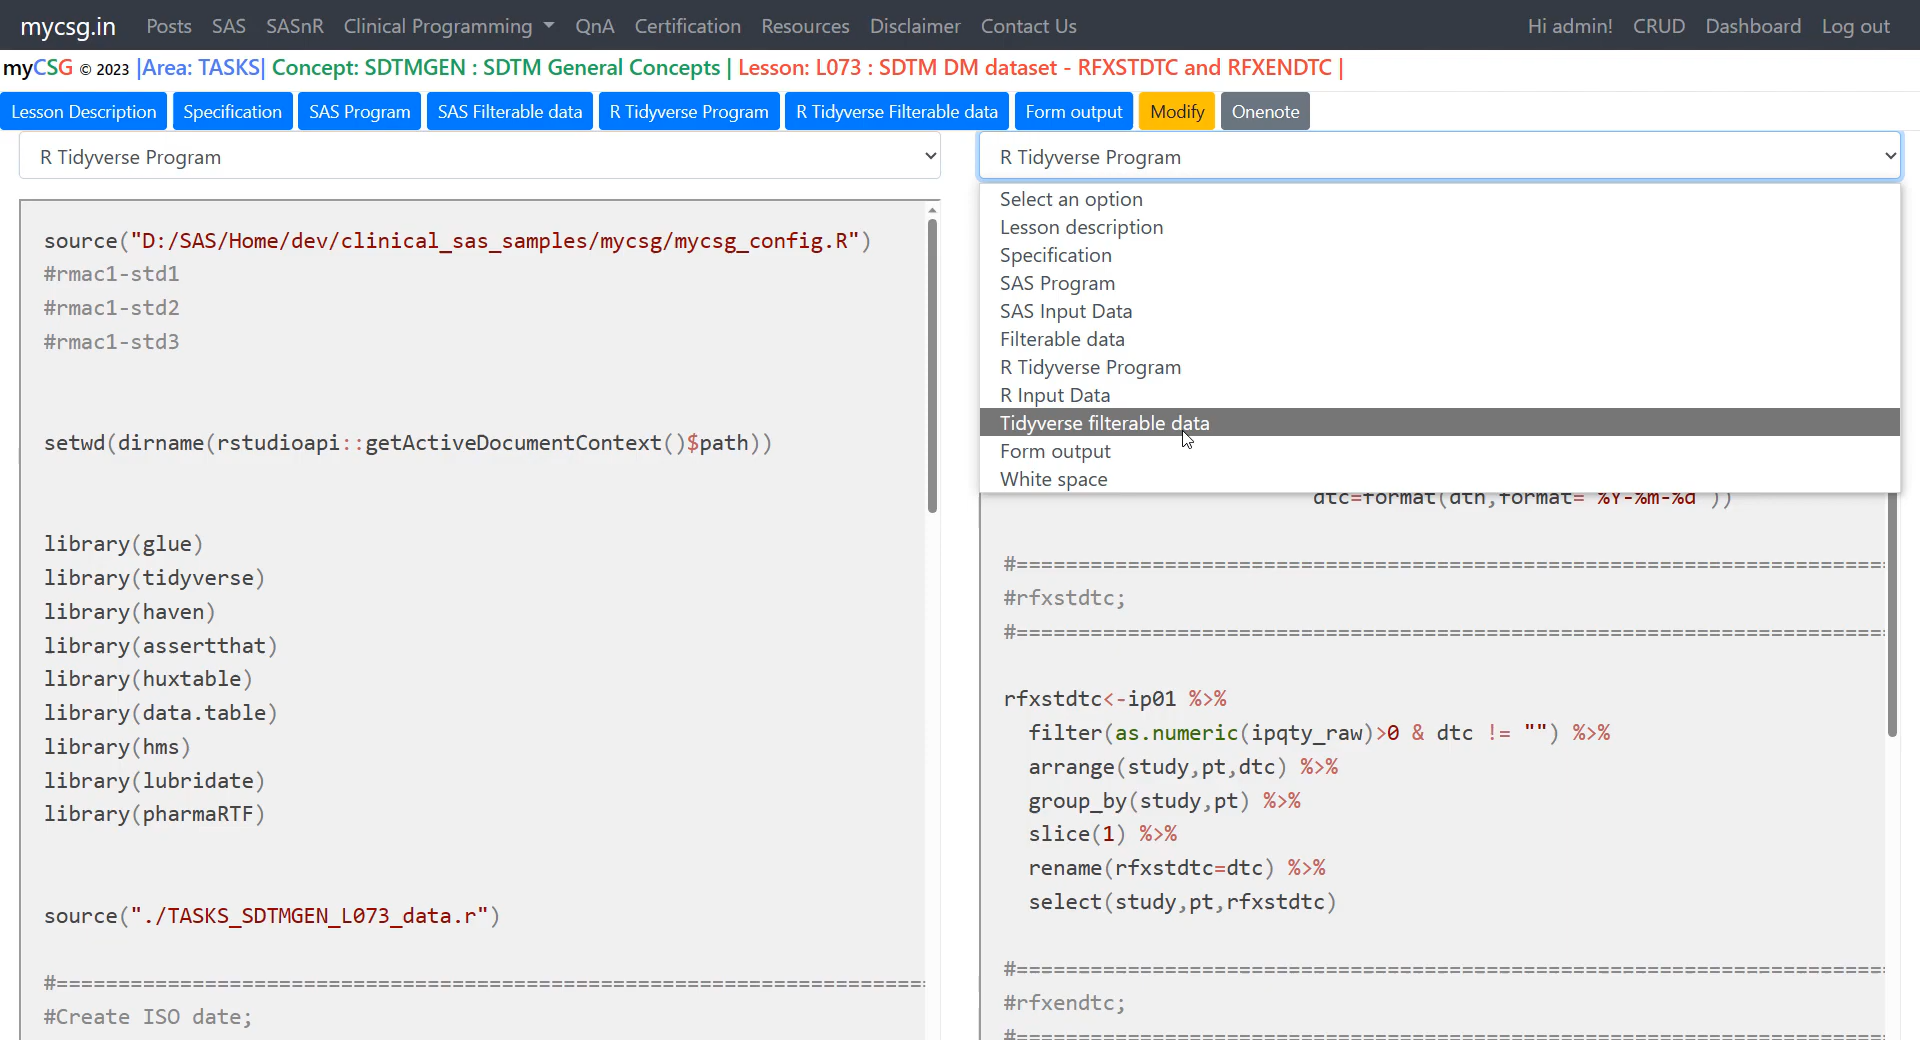 mycsg.in Posts SAS SASnR Clinical Programming QnA Certification Resources Disclaimer Contact Us Hi admin! CRUD Dashboard Log out
myCSG © 2023 |Area: TASKS| Concept: SDTMGEN : SDTM General Concepts | Lesson: L073 : SDTM DM dataset - RFXSTDTC and RFXENDTC |
Lesson Description Specification SAS Program SAS Filterable data R Tidyverse Program R Tidyverse Filterable data Form output Modify Onenote
R Tidyverse Program
source("D:/SAS/Home/dev/clinical_sas_samples/mycsg/mycsg_config.R")
#rmac1-std1
#rmac1-std2
#rmac1-std3
setwd(dirname(rstudioapi::getActiveDocumentContext()$path))
library(glue)
library(tidyverse)
library(haven)
library(assertthat)
library(huxtable)
library(data.table)
library(hms)
library(lubridate)
library(pharmaRTF)
source("./TASKS_SDTMGEN_L073_data.r")
#======================================================================
#Create ISO date;
R Tidyverse Program
Select an option
Lesson description
Specification
SAS Program
SAS Input Data
Filterable data
R Tidyverse Program
R Input Data
Tidyverse filterable data
Form output
White space
dtc=format(dtn,format="%Y-%m-%d"))
#======================================================================
#rfxstdtc;
#======================================================================
rfxstdtc<-ip01 %>%
filter(as.numeric(ipqty_raw)>0 & dtc != "") %>%
arrange(study,pt,dtc) %>%
group_by(study,pt) %>%
slice(1) %>%
rename(rfxstdtc=dtc) %>%
select(study,pt,rfxstdtc)
#======================================================================
#rfxendtc;
#======================================================================